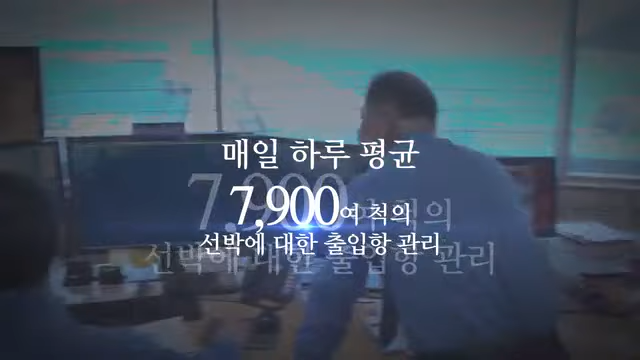 매일 하루 평균
7,900여 척의
선박에 대한 출입항 관리